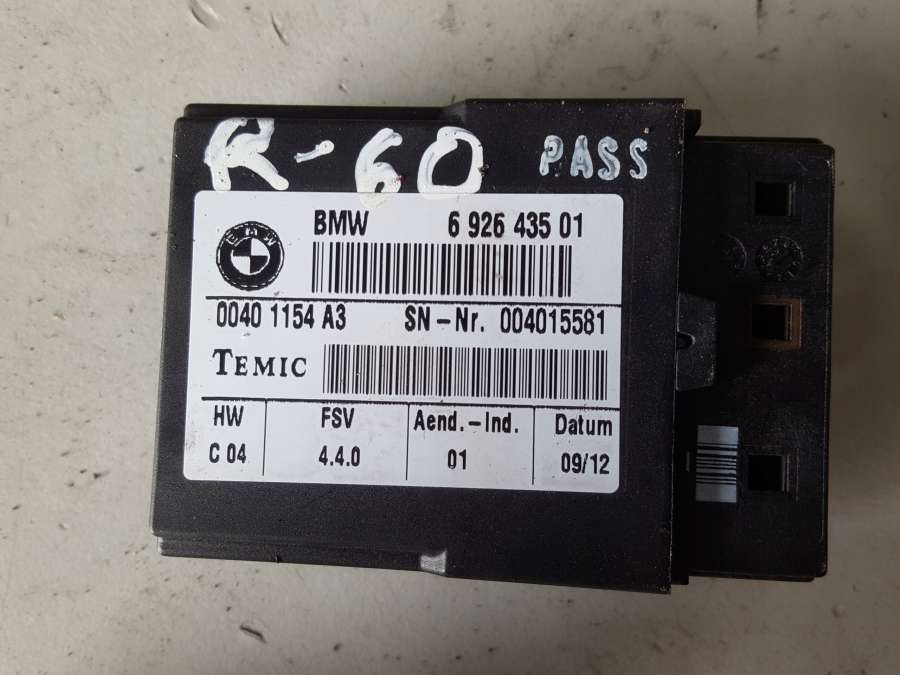 R-60 PASS
BMW 6 926 435 01
BMW
0040 1154 A3 SN-Nr. 004015581
TEMIC
HW FSV Aend.-Ind. Datum
C 04 4.4.0 01 09/12